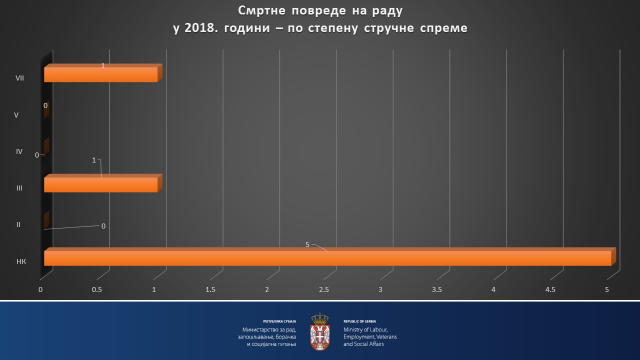 Смртне повреде на раду
у 2018. години – по степену стручне спреме
VII
1
V
0
IV
0
III
1
II
0
НК
5
0 0.5 1 1.5 2 2.5 3 3.5 4 4.5 5
РЕПУБЛИКА СРБИЈА
Министарство за рад,
запошљавање, борачка
и социјална питања
REPUBLIC OF SERBIA
Ministry of Labour,
Employment, Veterans
and Social Affairs